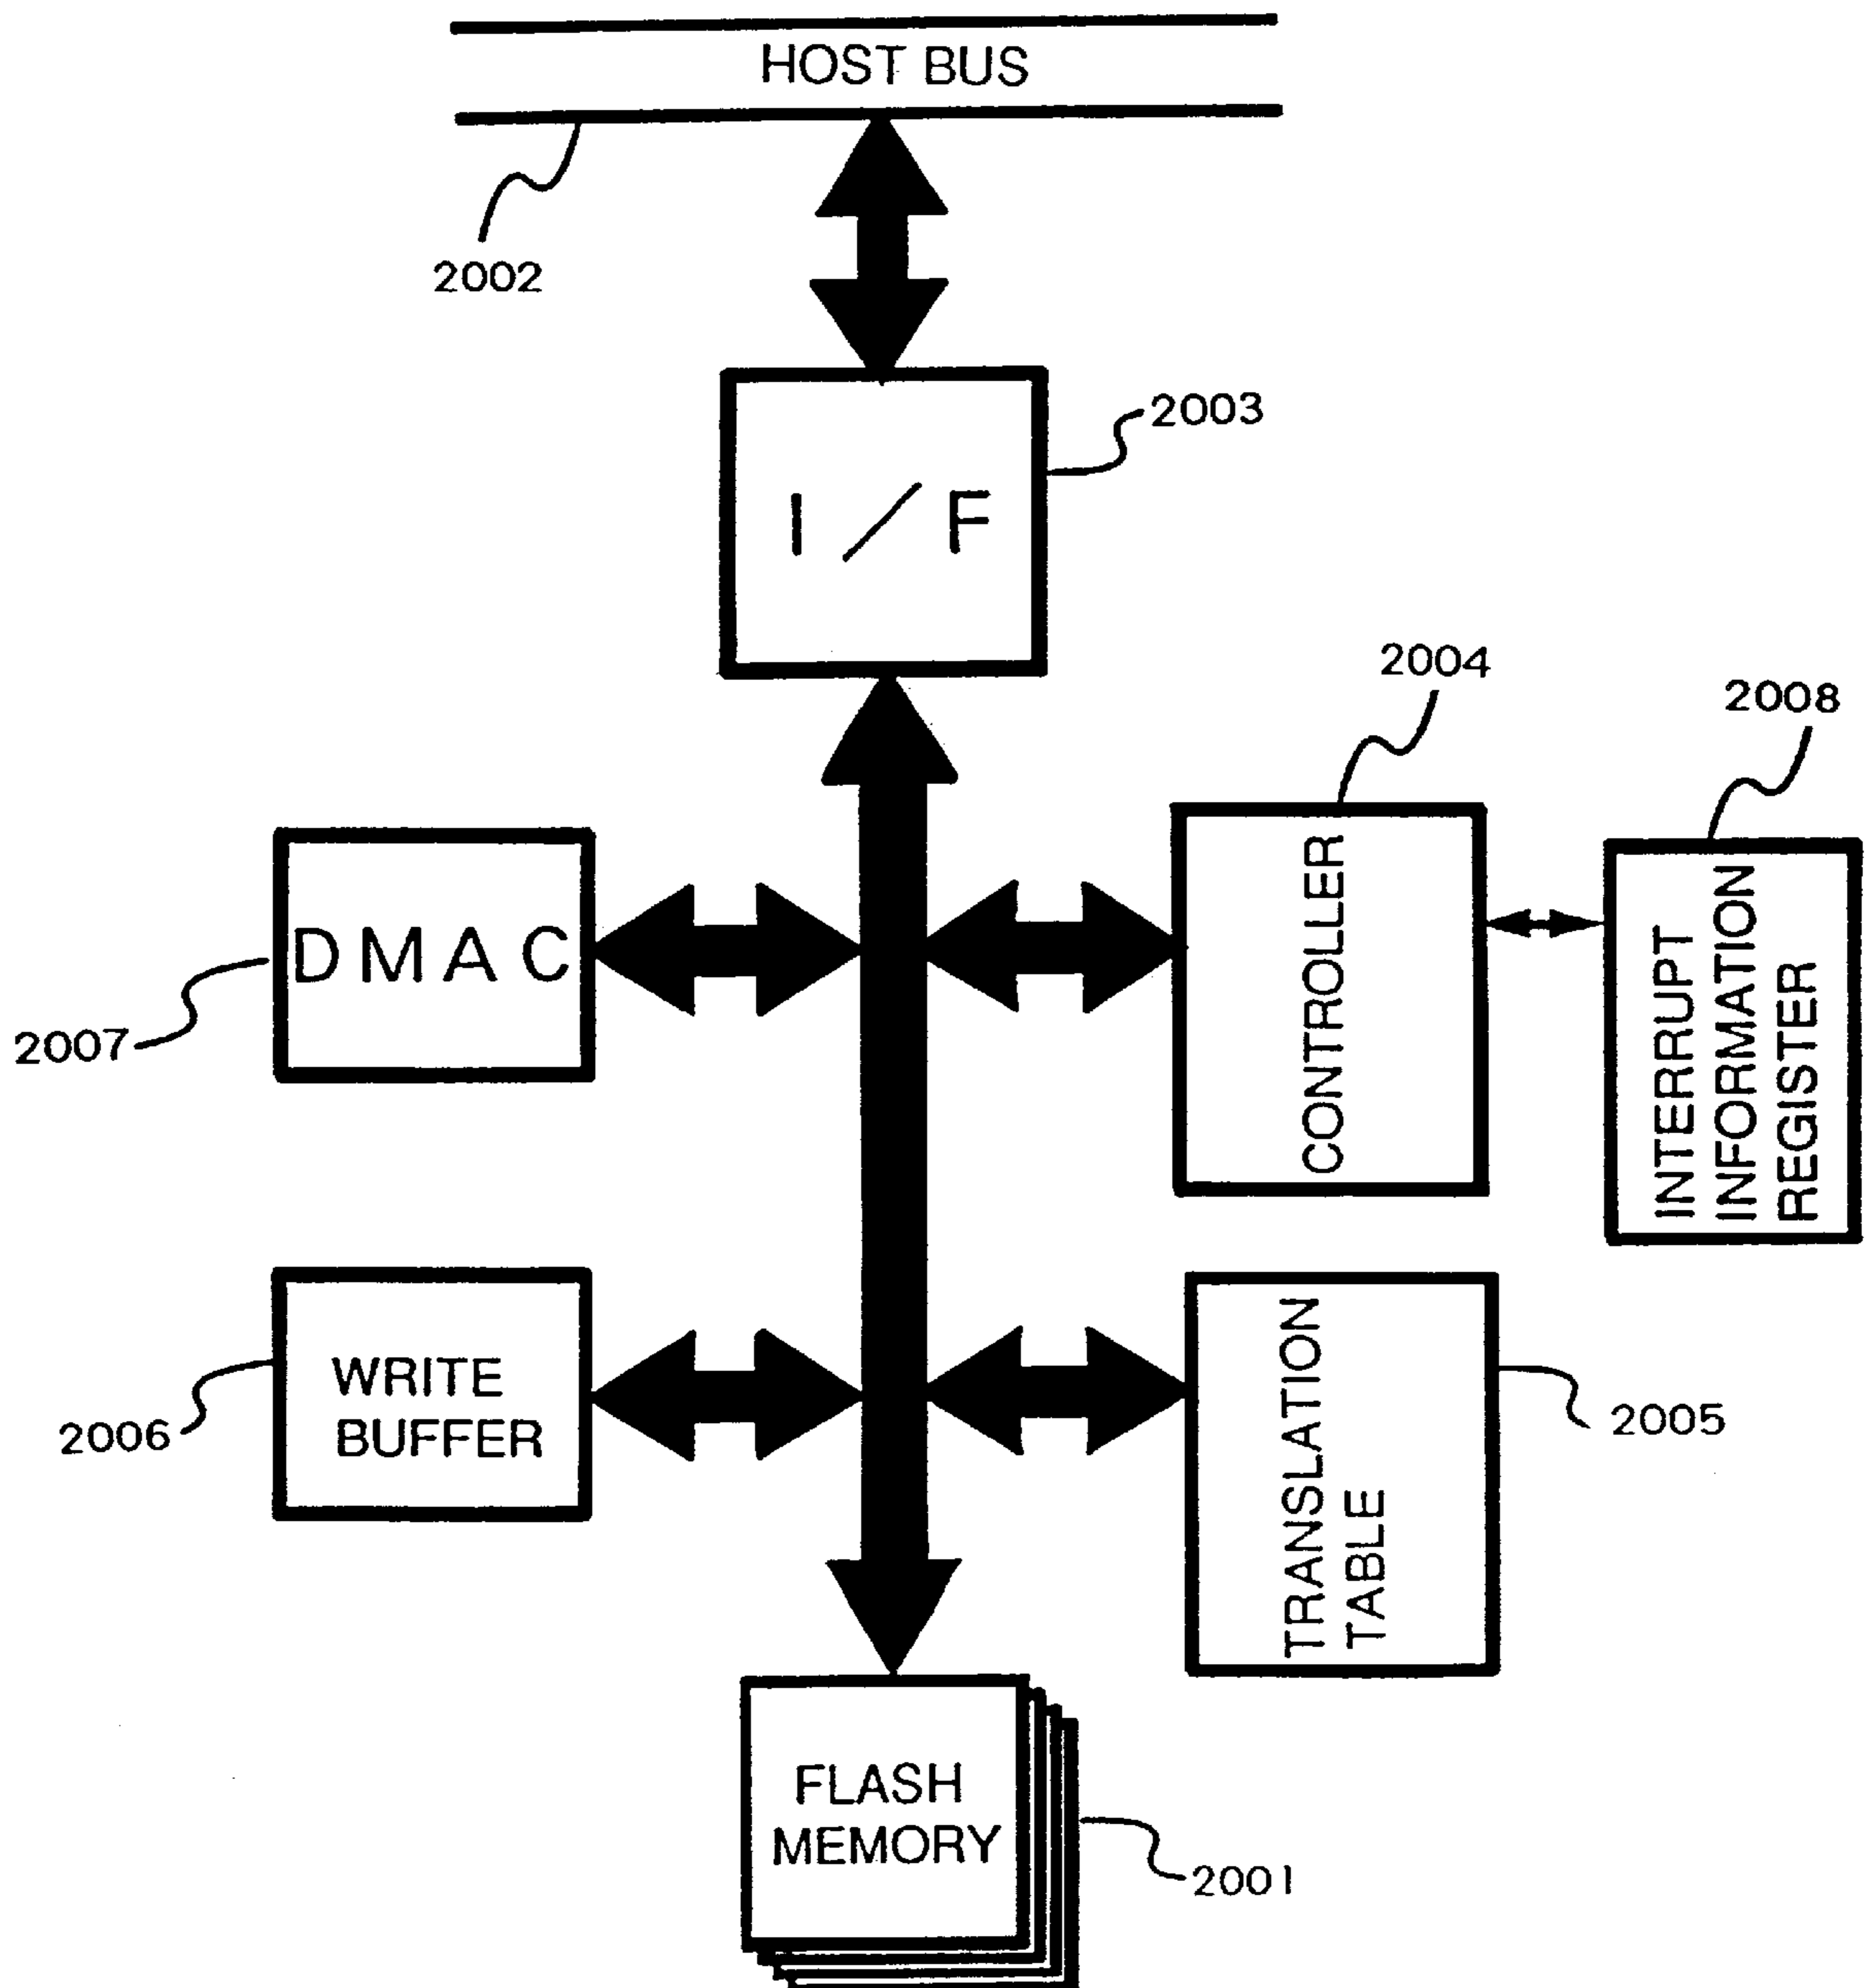 HOST BUS
2002
2003
I/F
2004
2008
DMAC
2007
CONTROLLER
INTERRUPT
INFORMATION
REGISTER
WRITE
BUFFER
2006
TRANSLATION
TABLE
2005
FLASH
MEMORY
2001